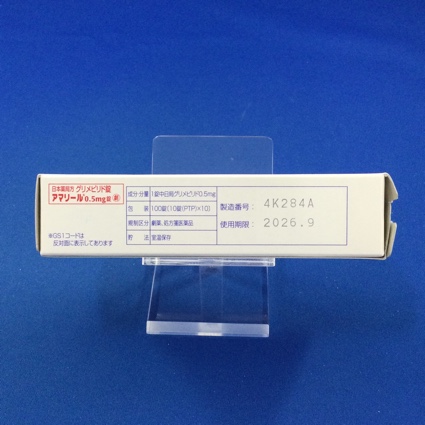 日本薬局方 グリメピリド錠
アマリール®0.5mg錠 劇
※GS1コードは
反対面に表示してあります
成分・分量 1錠中日局グリメピリド0.5mg
包 装 100錠[10錠(PTP)×10]
規制区分 劇薬、処方箋医薬品
貯 法 室温保存
製造番号: 4K284A
使用期限: 2026.9